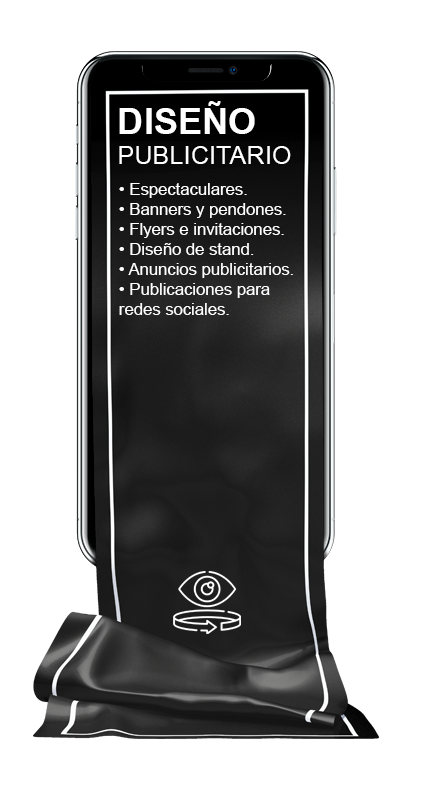 DISEÑO
PUBLICITARIO
• Espectaculares.
• Banners y pendones.
• Flyers e invitaciones.
• Diseño de stand.
• Anuncios publicitarios.
• Publicaciones para
redes sociales.